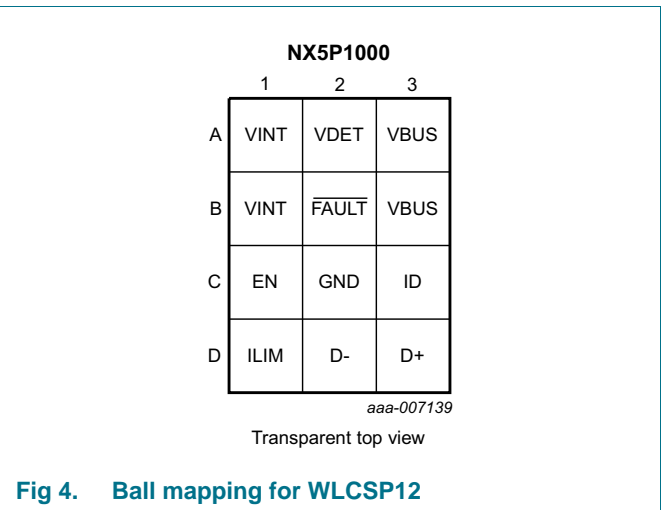 NX5P1000
1 2 3
A VINT VDET VBUS
B VINT F̅A̅U̅L̅T̅ VBUS
C EN GND ID
D ILIM D- D+
aaa-007139
Transparent top view
Fig 4. Ball mapping for WLCSP12